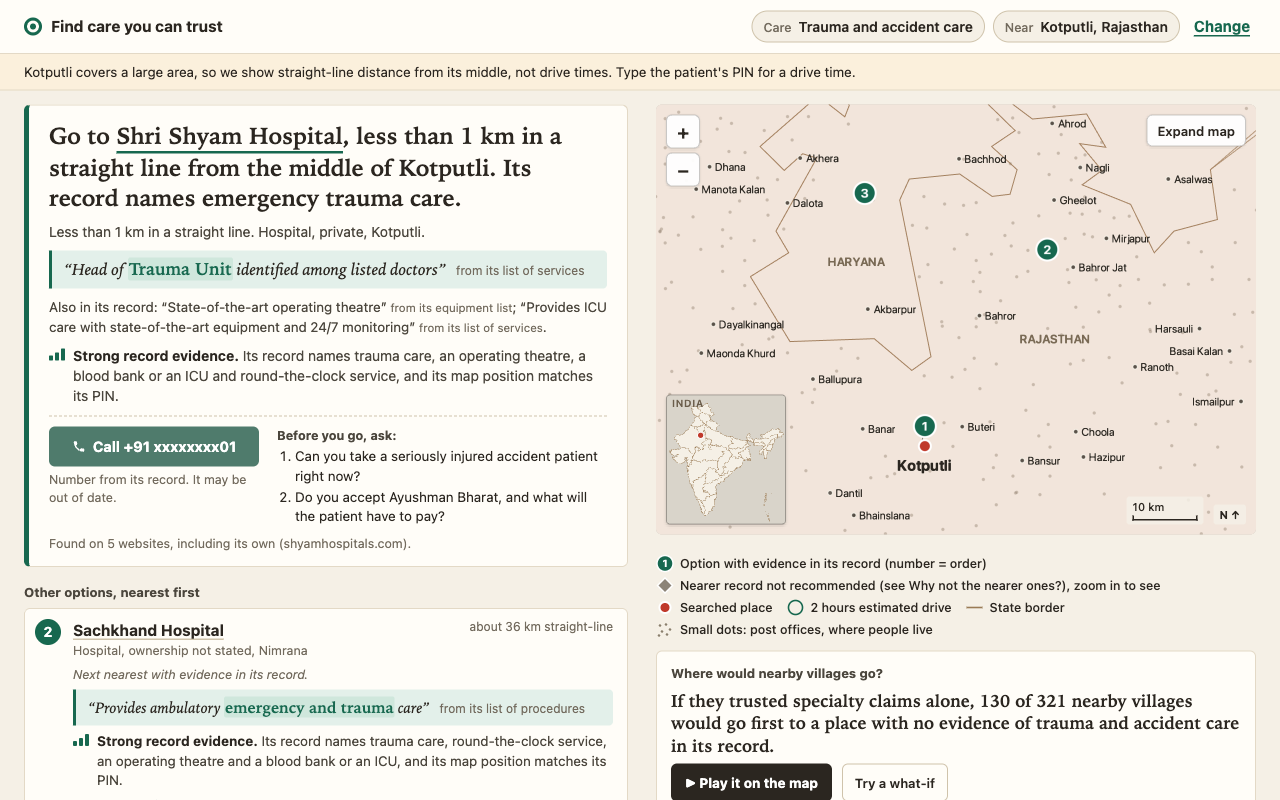 Find care you can trust
Care Trauma and accident care
Near Kotputli, Rajasthan
Change
Kotputli covers a large area, so we show straight-line distance from its middle, not drive times. Type the patient's PIN for a drive time.
Go to Shri Shyam Hospital, less than 1 km in a
straight line from the middle of Kotputli. Its
record names emergency trauma care.
Less than 1 km in a straight line. Hospital, private, Kotputli.
“Head of Trauma Unit identified among listed doctors” from its list of services
Also in its record: “State-of-the-art operating theatre” from its equipment list; “Provides ICU
care with state-of-the-art equipment and 24/7 monitoring” from its list of services.
Strong record evidence. Its record names trauma care, an operating theatre, a
blood bank or an ICU and round-the-clock service, and its map position matches
its PIN.
Call +91 xxxxxxxx01
Number from its record. It may be
out of date.
Before you go, ask:
1. Can you take a seriously injured accident patient
right now?
2. Do you accept Ayushman Bharat, and what will
the patient have to pay?
Found on 5 websites, including its own (shyamhospitals.com).
Other options, nearest first
2
Sachkhand Hospital
about 36 km straight-line
Hospital, ownership not stated, Nimrana
Next nearest with evidence in its record.
“Provides ambulatory emergency and trauma care” from its list of procedures
Strong record evidence. Its record names trauma care, round-the-clock service,
an operating theatre and a blood bank or an ICU, and its map position matches its
PIN.
+
−
Expand map
Ahrod
Akhera
Bachhod
Dhana
Nagli
Asalwas
Manota Kalan
3
Dalota
Gheelot
Mirjapur
2
HARYANA
Bahror Jat
Akbarpur
Bahror
Dayalkinangal
Harsauli
RAJASTHAN
Maonda Khurd
Basai Kalan
Ranoth
Ballupura
Ismailpur
INDIA
Banar
1
Buteri
Choola
Kotputli
Bansur
Hazipur
Dantil
Bhainslana
10 km
N ↑
1 Option with evidence in its record (number = order)
Nearer record not recommended (see Why not the nearer ones?), zoom in to see
Searched place
2 hours estimated drive
State border
Small dots: post offices, where people live
Where would nearby villages go?
If they trusted specialty claims alone, 130 of 321 nearby villages
would go first to a place with no evidence of trauma and accident care
in its record.
Play it on the map
Try a what-if